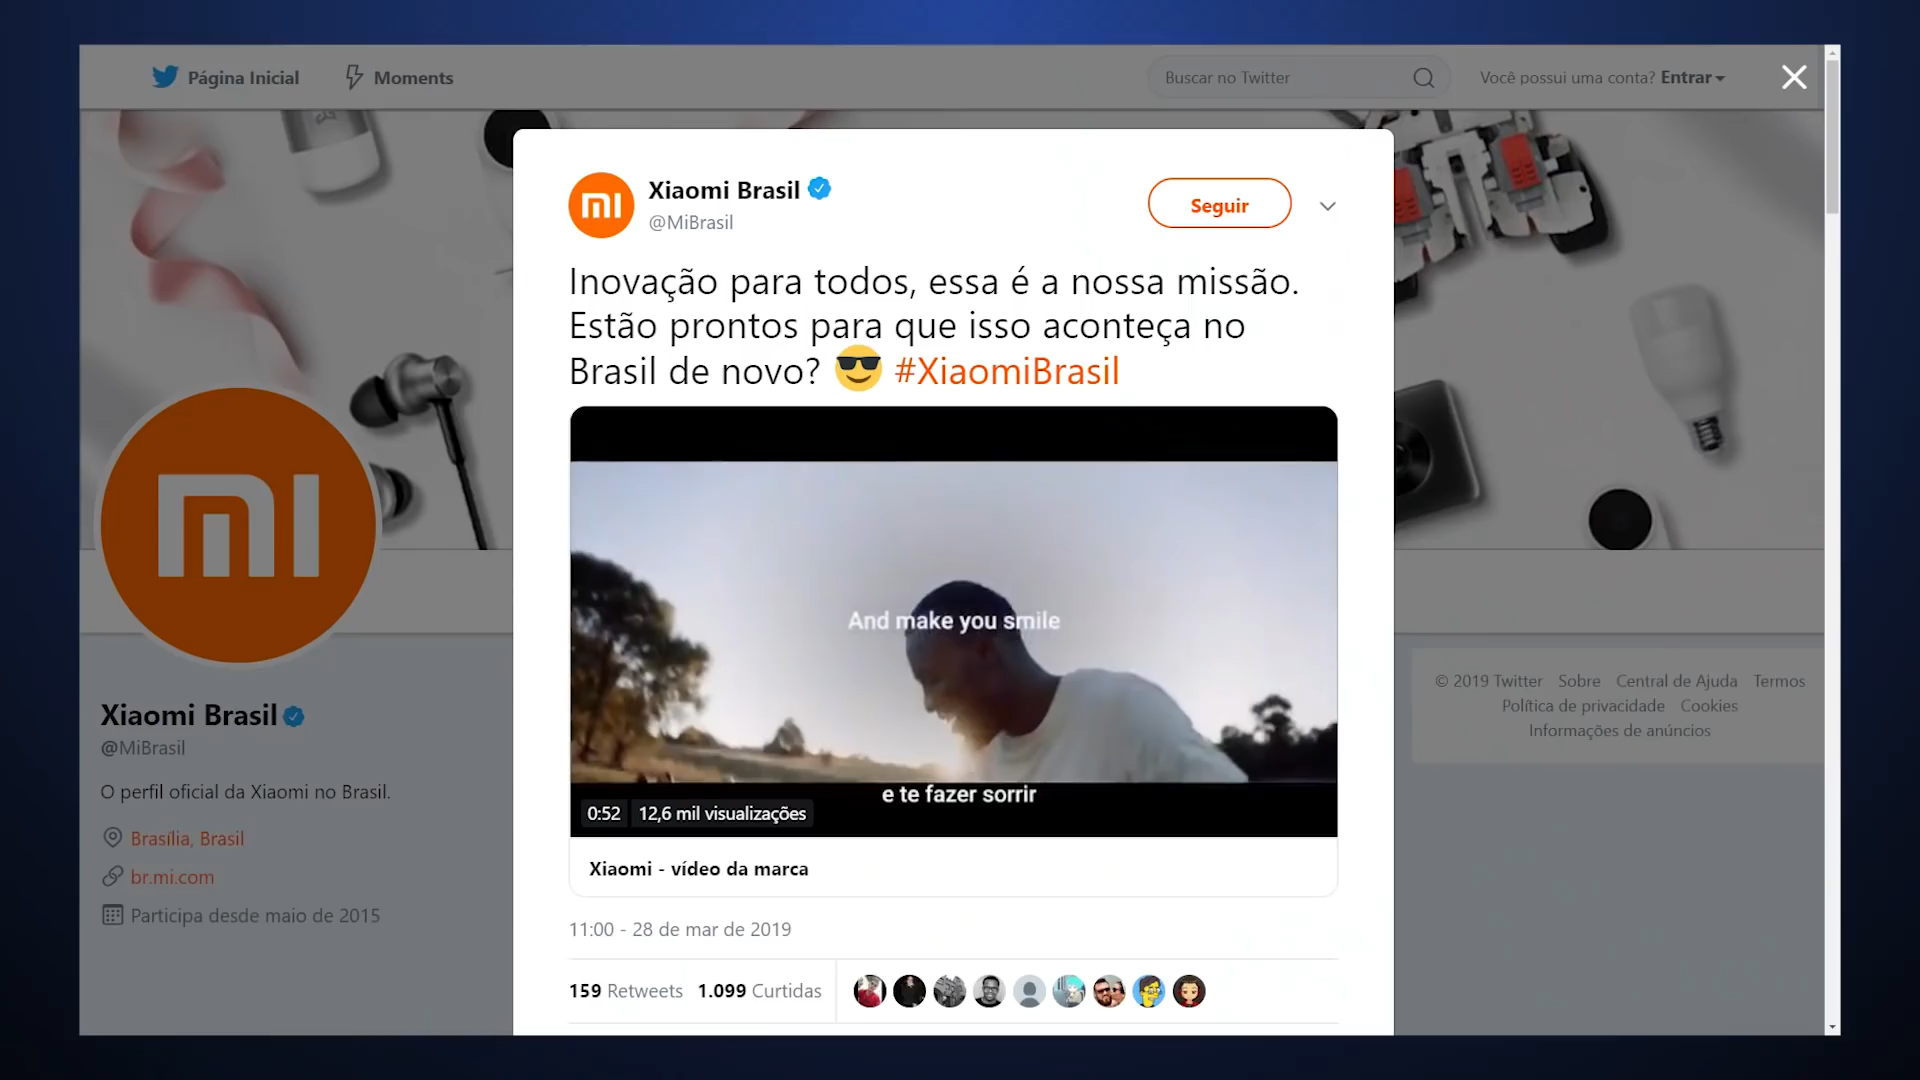 Página Inicial
Moments
Buscar no Twitter
Você possui uma conta? Entrar
mi
Xiaomi Brasil
@MiBrasil
Seguir
Inovação para todos, essa é a nossa missão.
Estão prontos para que isso aconteça no
Brasil de novo? 😎 #XiaomiBrasil
And make you smile
e te fazer sorrir
0:52
12,6 mil visualizações
Xiaomi - vídeo da marca
11:00 - 28 de mar de 2019
159 Retweets 1.099 Curtidas
mi
Xiaomi Brasil
@MiBrasil
O perfil oficial da Xiaomi no Brasil.
Brasília, Brasil
br.mi.com
Participa desde maio de 2015
© 2019 Twitter Sobre Central de Ajuda Termos
Política de privacidade Cookies
Informações de anúncios